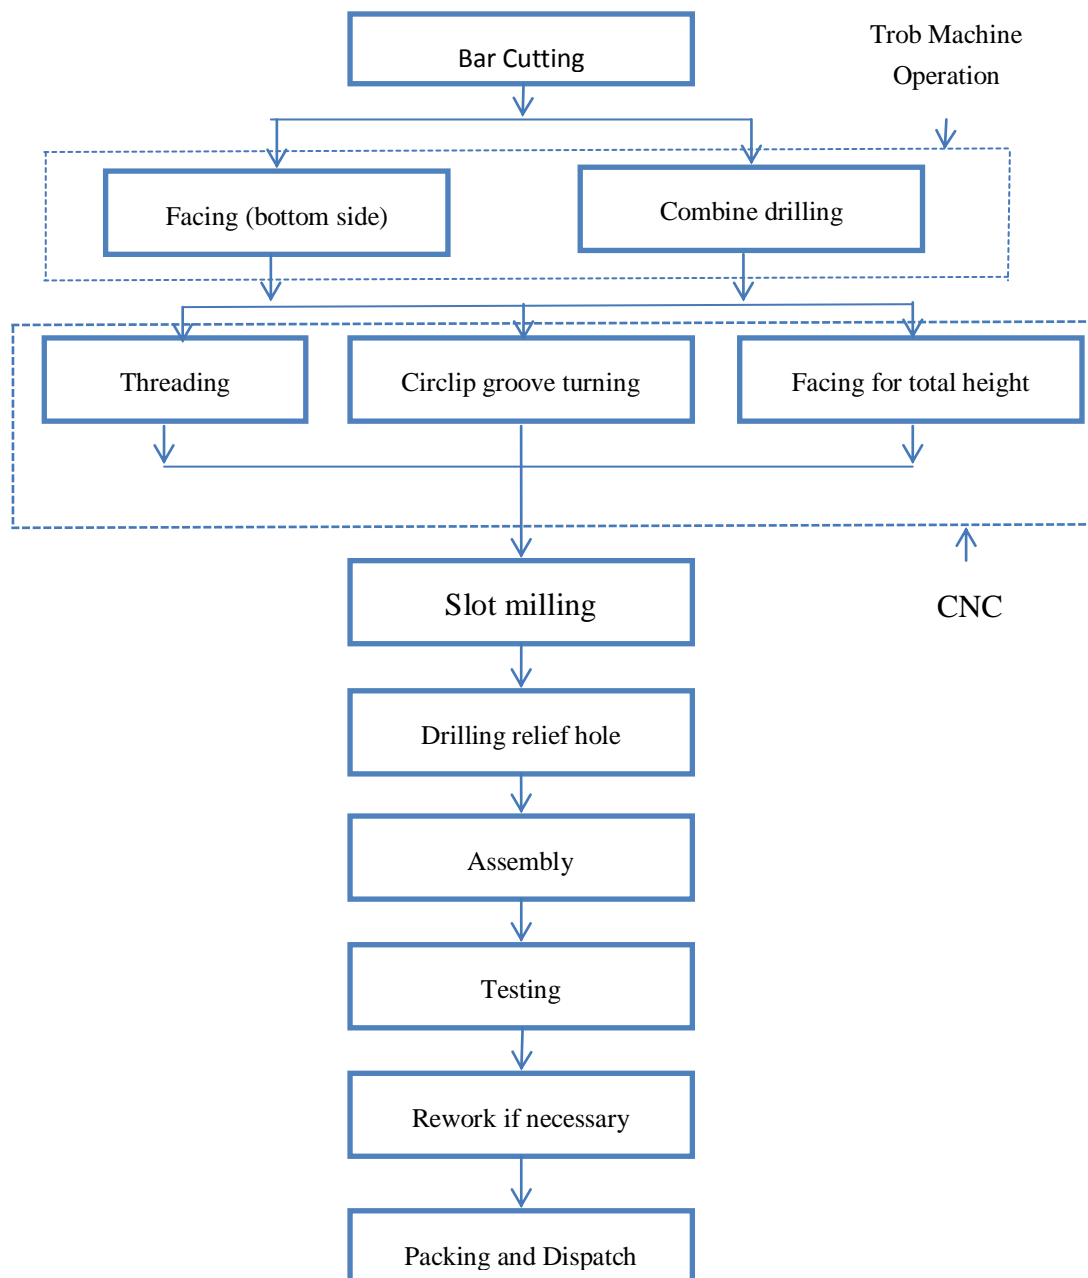 Bar Cutting
Trob Machine
Operation
Facing (bottom side)
Combine drilling
Threading
Circlip groove turning
Facing for total height
Slot milling
CNC
Drilling relief hole
Assembly
Testing
Rework if necessary
Packing and Dispatch